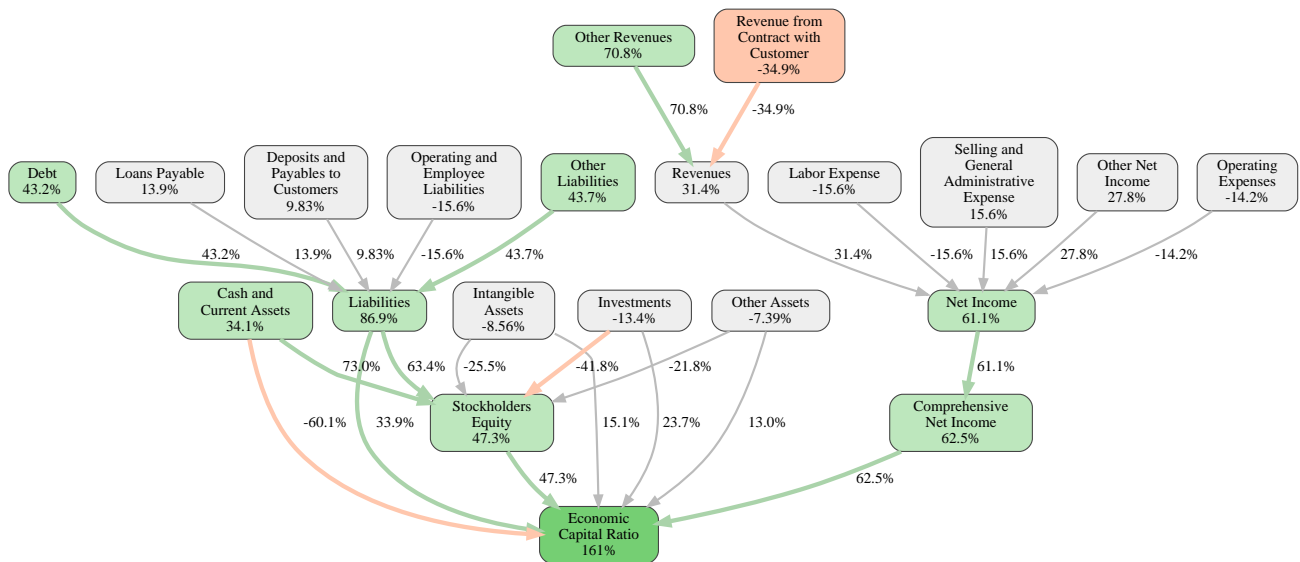 Other Revenues
70.8%
Revenue from
Contract with
Customer
-34.9%
70.8%
-34.9%
Debt
43.2%
Loans Payable
13.9%
Deposits and
Payables to
Customers
9.83%
Operating and
Employee
Liabilities
-15.6%
Other
Liabilities
43.7%
Revenues
31.4%
Labor Expense
-15.6%
Selling and
General
Administrative
Expense
15.6%
Other Net
Income
27.8%
Operating
Expenses
-14.2%
43.2%
13.9%
9.83%
-15.6%
43.7%
31.4%
-15.6%
15.6%
27.8%
-14.2%
Cash and
Current Assets
34.1%
Liabilities
86.9%
Intangible
Assets
-8.56%
Investments
-13.4%
Other Assets
-7.39%
Net Income
61.1%
73.0%
63.4%
-25.5%
-41.8%
-21.8%
61.1%
Stockholders
Equity
47.3%
Comprehensive
Net Income
62.5%
-60.1%
33.9%
15.1%
23.7%
13.0%
47.3%
62.5%
Economic
Capital Ratio
161%